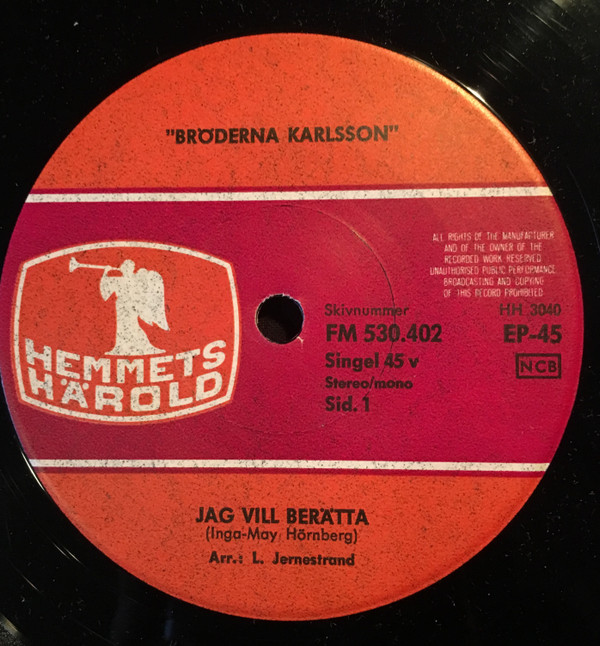 "BRÖDERNA KARLSSON"
ALL RIGHTS OF THE MANUFACTURER
AND OF THE OWNER OF THE
RECORDED WORK RESERVED
UNAUTHORISED PUBLIC PERFORMANCE
BROADCASTING AND COPYING
OF THIS RECORD PROHIBITED
HEMMETS
HÄROLD
Skivnummer HH 3040
FM 530.402 EP-45
Singel 45 v NCB
Stereo/mono
Sid. 1
JAG VILL BERÄTTA
(Inga-May Hörnberg)
Arr.: L. Jernestrand